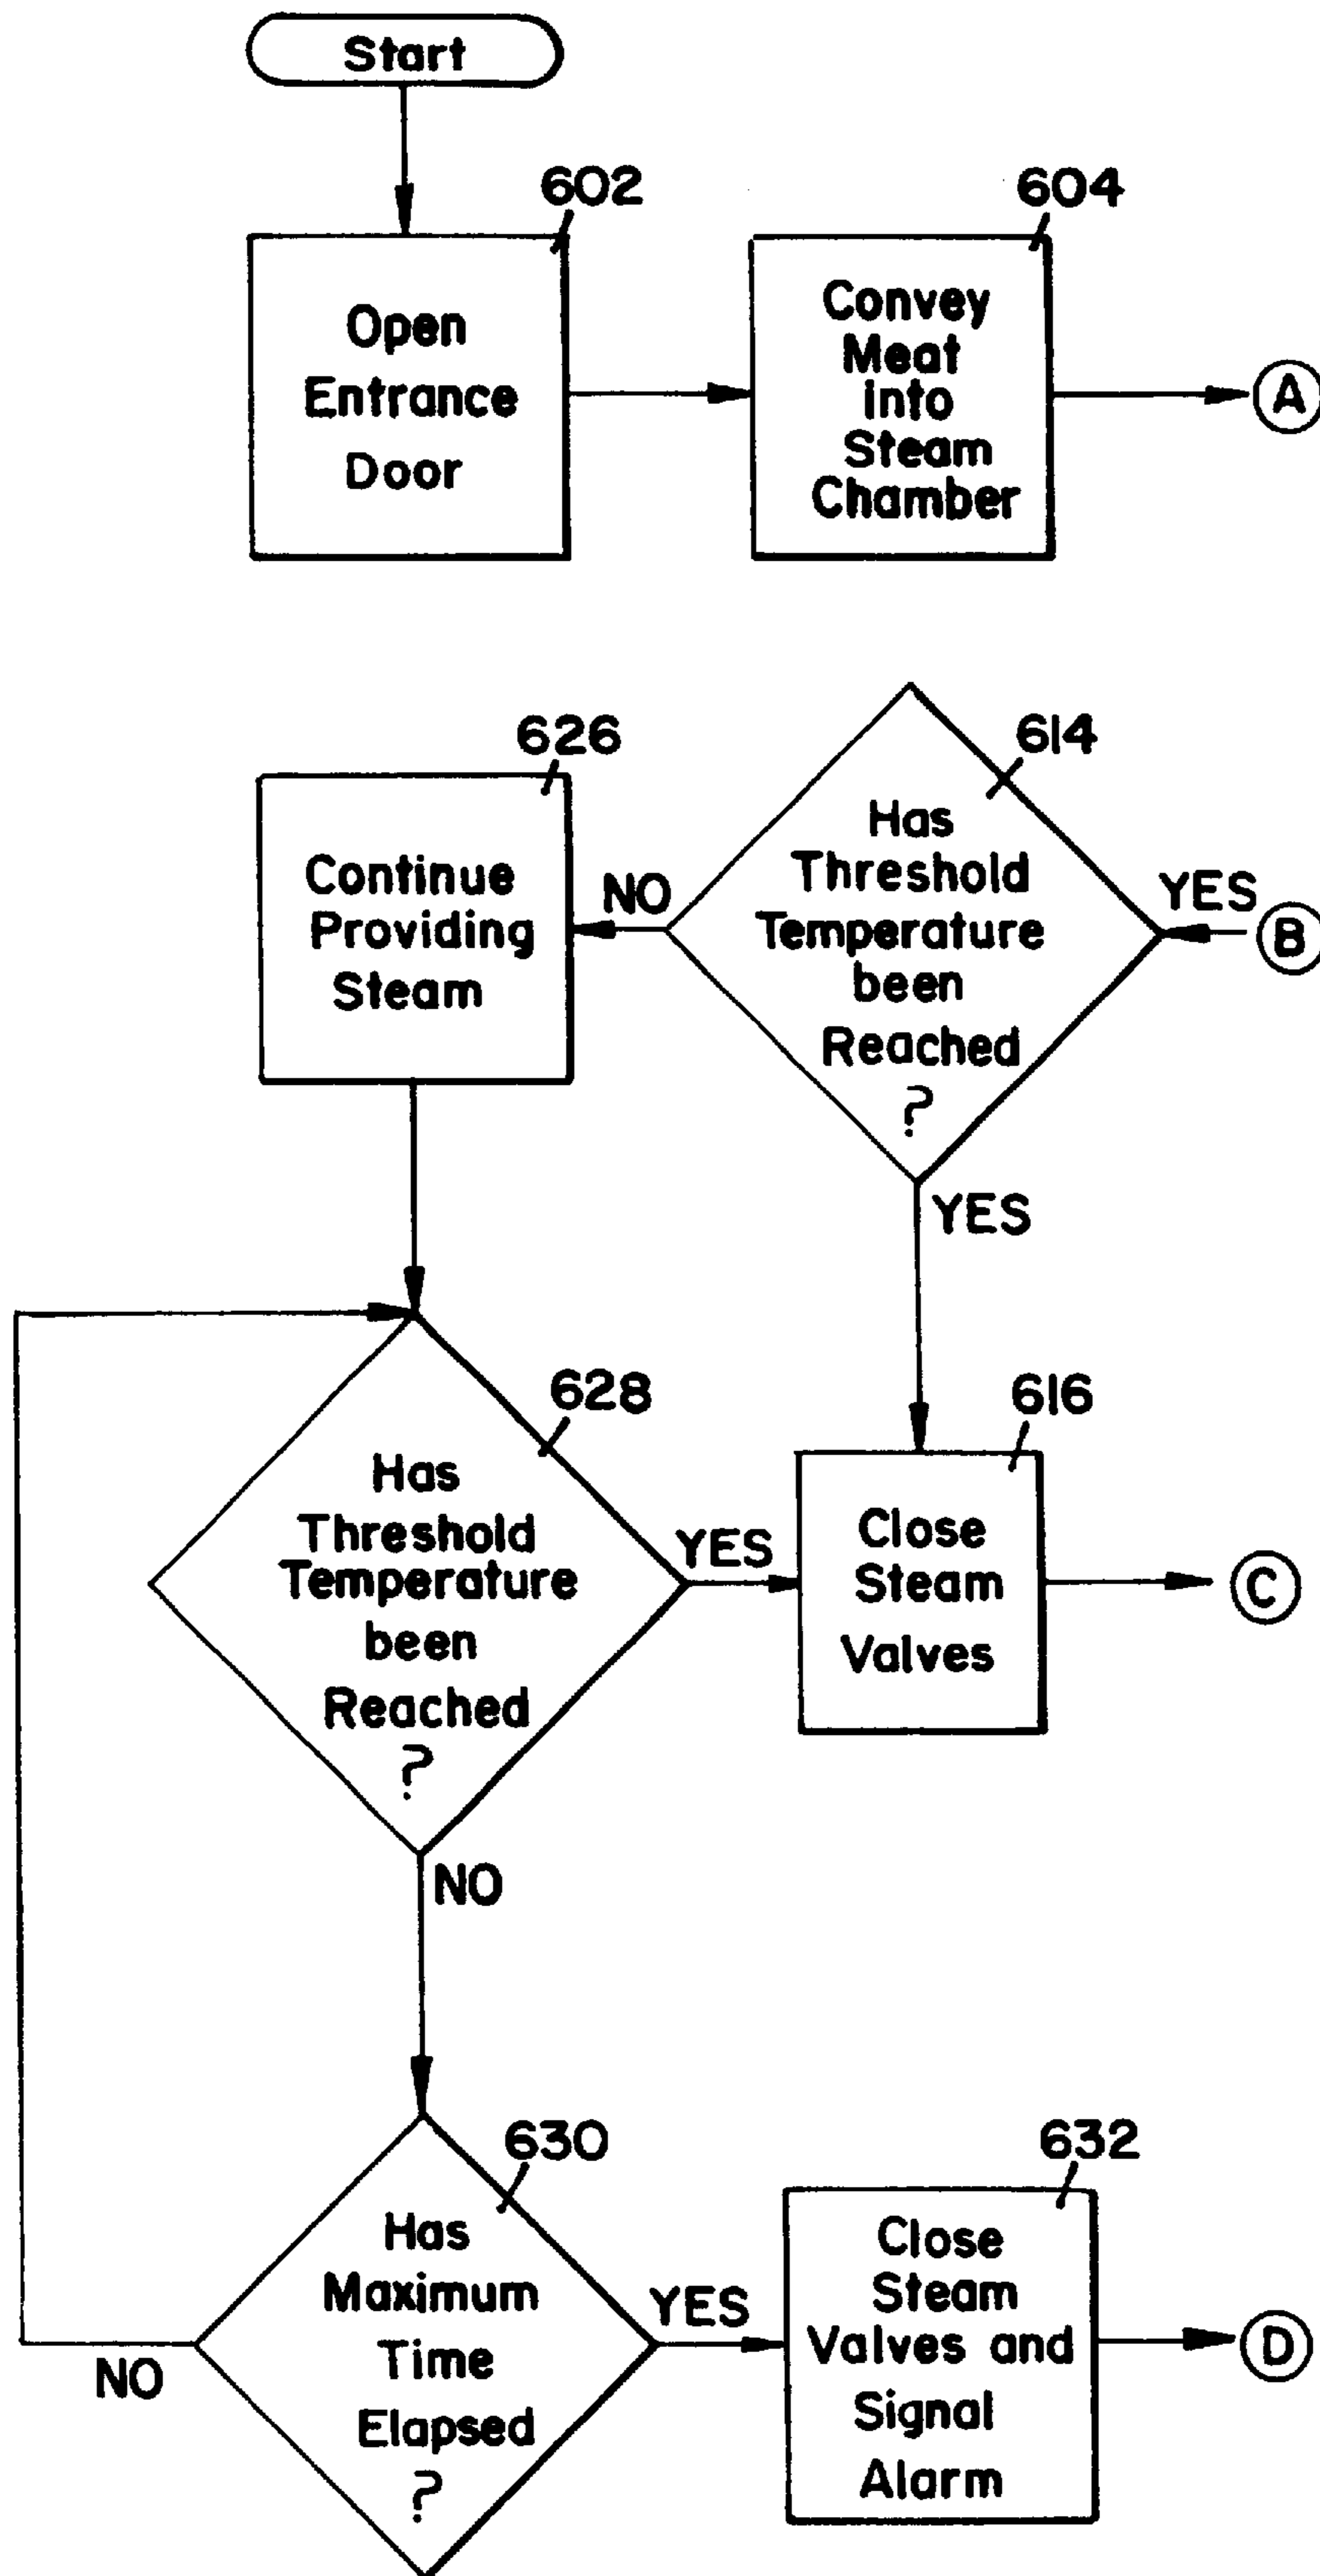 Start
602
Open
Entrance
Door
604
Convey
Meat
into
Steam
Chamber
A
626
Continue
Providing
Steam
NO
614
Has
Threshold
Temperature
been
Reached
?
YES
B
YES
628
Has
Threshold
Temperature
been
Reached
?
YES
616
Close
Steam
Valves
C
NO
630
Has
Maximum
Time
Elapsed
?
NO
YES
632
Close
Steam
Valves and
Signal
Alarm
D